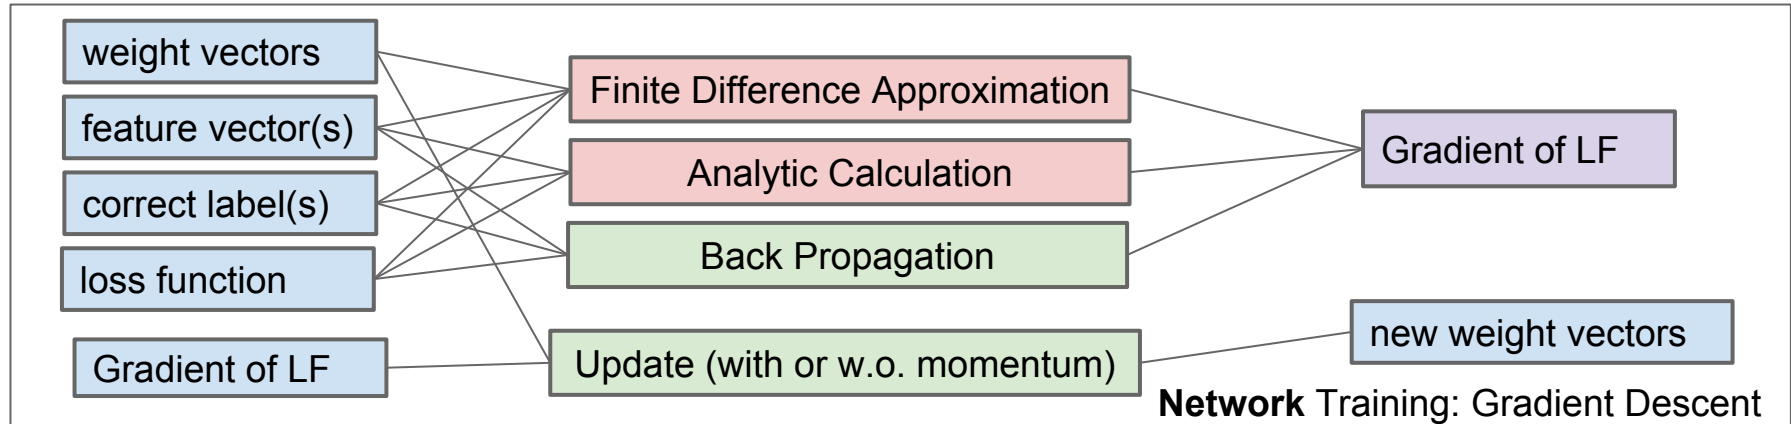 weight vectors
feature vector(s)
correct label(s)
loss function
Gradient of LF
Finite Difference Approximation
Analytic Calculation
Back Propagation
Update (with or w.o. momentum)
Gradient of LF
new weight vectors
Network Training: Gradient Descent